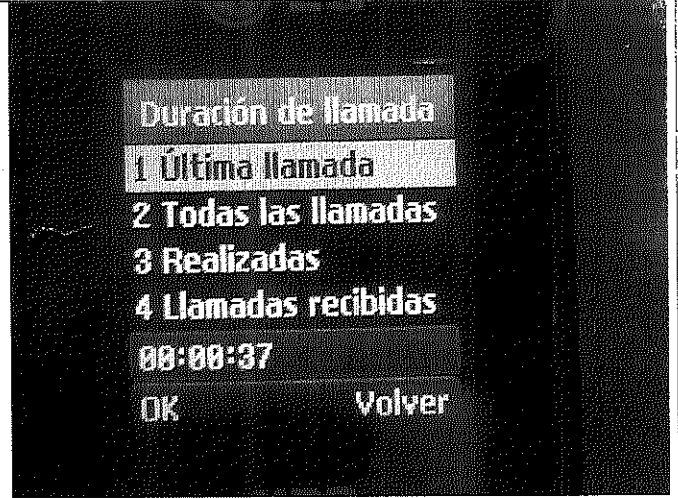 Duración de llamada
1 Última llamada
2 Todas las llamadas
3 Realizadas
4 Llamadas recibidas
00:00:37
OK Volver